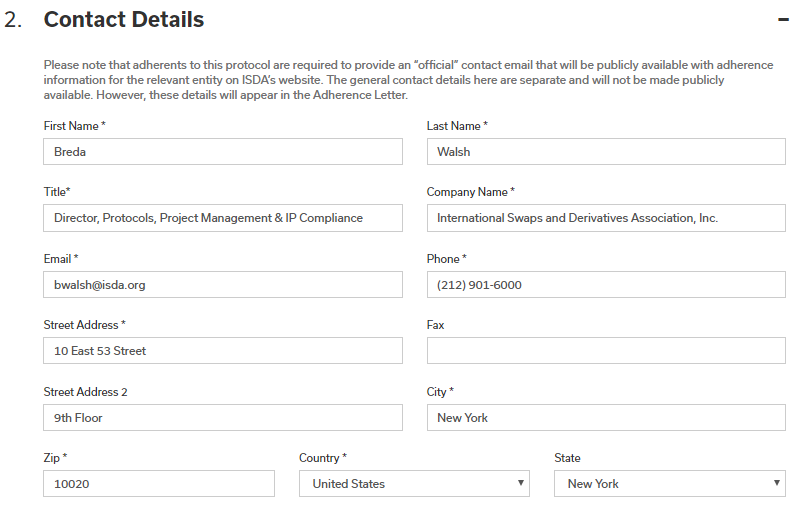 2. Contact Details
Please note that adherents to this protocol are required to provide an “official” contact email that will be publicly available with adherence
information for the relevant entity on ISDA’s website. The general contact details here are separate and will not be made publicly
available. However, these details will appear in the Adherence Letter.
First Name * Last Name *
Breda Walsh
Title* Company Name *
Director, Protocols, Project Management & IP Compliance International Swaps and Derivatives Association, Inc.
Email * Phone *
bwalsh@isda.org (212) 901-6000
Street Address * Fax
10 East 53 Street
Street Address 2 City *
9th Floor New York
Zip * Country * State
10020 United States New York